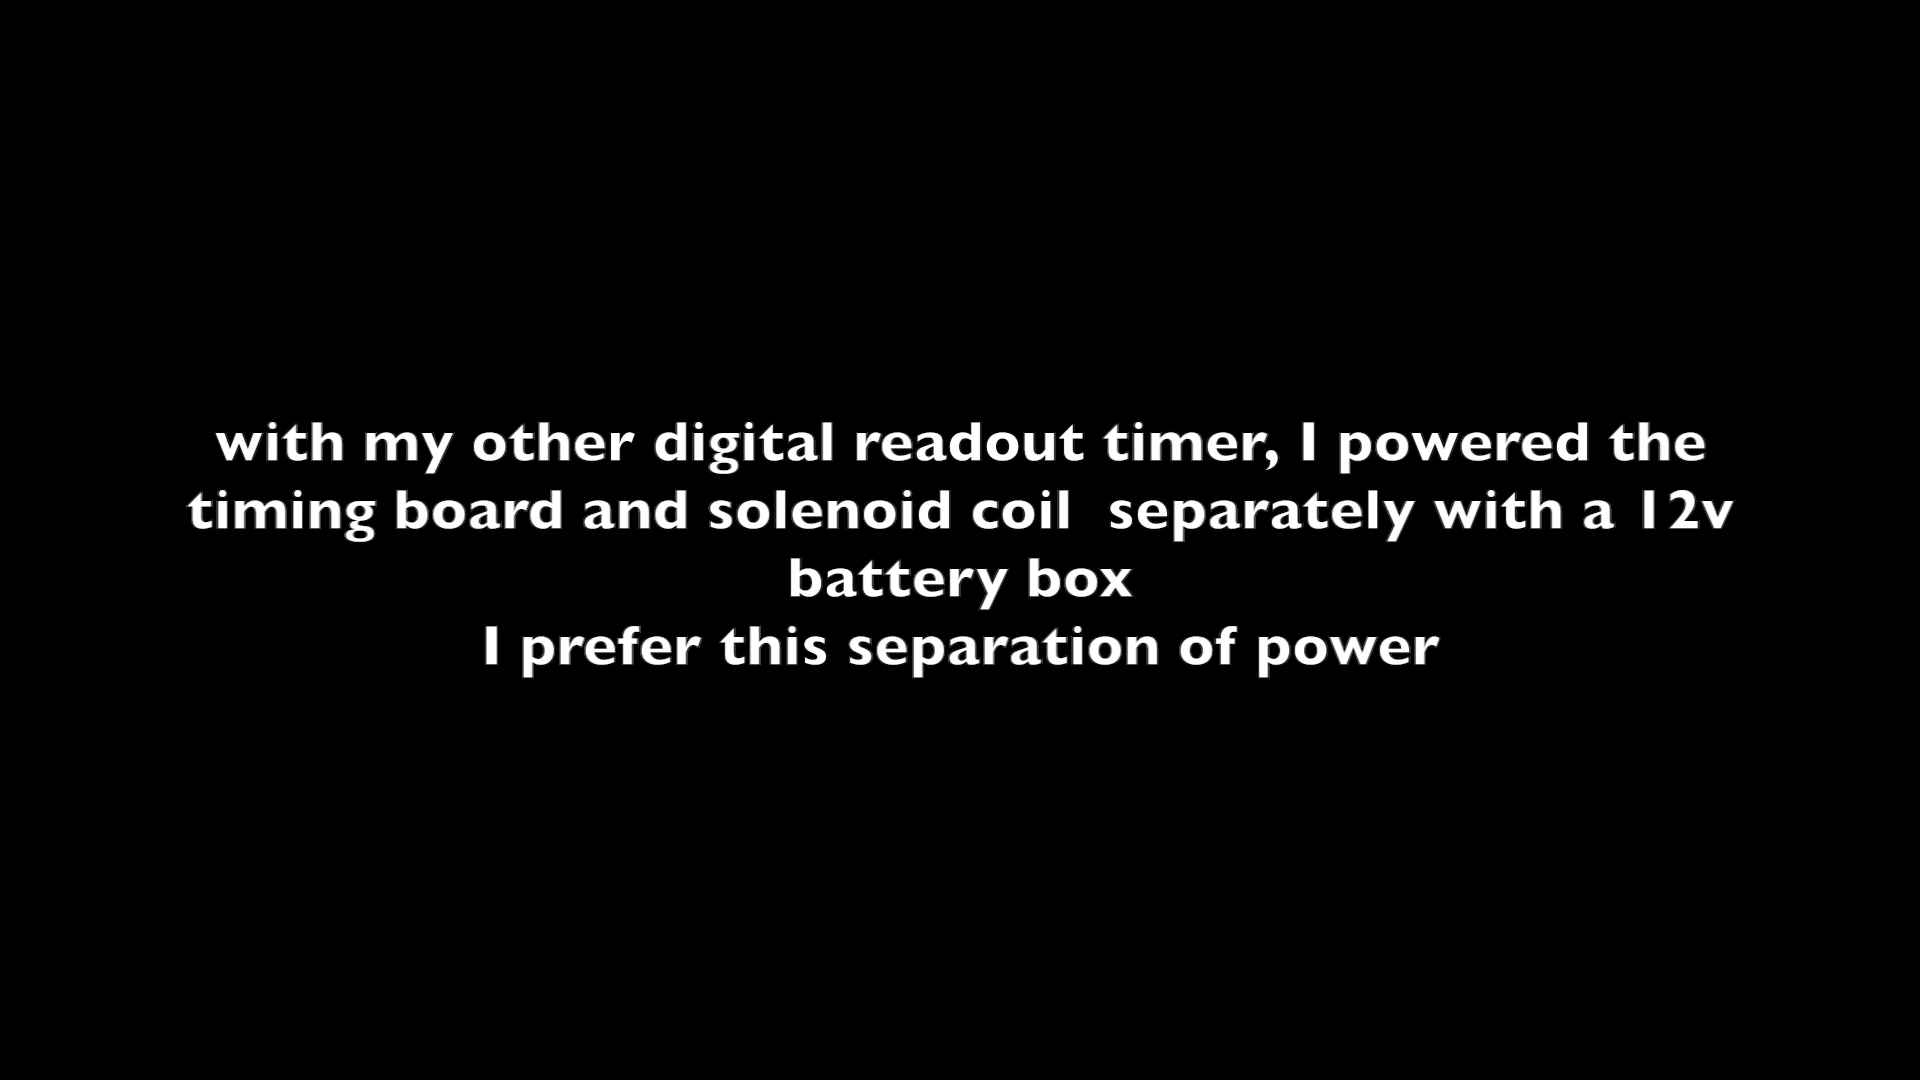 with my other digital readout timer, I powered the
timing board and solenoid coil  separately with a 12v
battery box
I prefer this separation of power